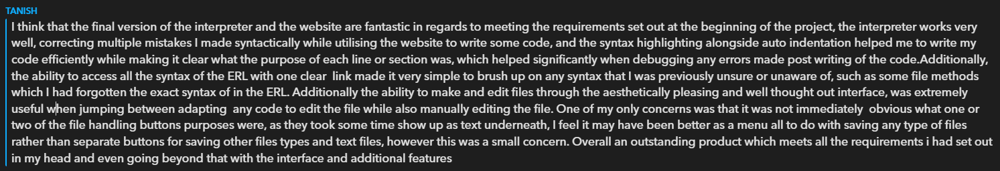 TANISH
I think that the final version of the interpreter and the website are fantastic in regards to meeting the requirements set out at the beginning of the project, the interpreter works very
well, correcting multiple mistakes I made syntactically while utilising the website to write some code, and the syntax highlighting alongside auto indentation helped me to write my
code efficiently while making it clear what the purpose of each line or section was, which helped significantly when debugging any errors made post writing of the code.Additionally,
the ability to access all the syntax of the ERL with one clear  link made it very simple to brush up on any syntax that I was previously unsure or unaware of, such as some file methods
which I had forgotten the exact syntax of in the ERL. Additionally the ability to make and edit files through the aesthetically pleasing and well thought out interface, was extremely
useful when jumping between adapting  any code to edit the file while also manually editing the file. One of my only concerns was that it was not immediately  obvious what one or
two of the file handling buttons purposes were, as they took some time show up as text underneath, I feel it may have been better as a menu all to do with saving any type of files
rather than separate buttons for saving other files types and text files, however this was a small concern. Overall an outstanding product which meets all the requirements i had set out
in my head and even going beyond that with the interface and additional features